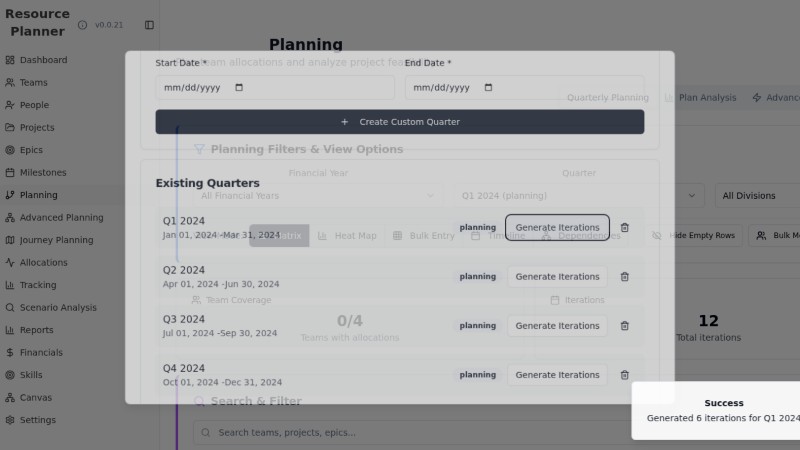 Resource
Planner
v0.0.21
Dashboard
Teams
People
Projects
Epics
Milestones
Planning
Advanced Planning
Journey Planning
Allocations
Tracking
Scenario Analysis
Reports
Financials
Skills
Canvas
Settings
Planning
team allocations and analyze project
Start Date *
End Date *
mm/dd/yyyy
mm/dd/yyyy
Quarterly Planning
Plan Analysis
+ Create Custom Quarter
Planning Filters & View Options
Financial Year
Quarter
Existing Quarters
All Financial Years
Q1 2024 (planning)
All Divisions
Q1 2024
Jan 01, 2024 -Mar 31, 2024
planning
Generate Iterations
Heat Map
Bulk Entry
Timeline
Dependencies
Hide Empty Rows
Q2 2024
Apr 01, 2024 -Jun 30, 2024
planning
Generate Iterations
Team Coverage
Iterations
Q3 2024
Jul 01, 2024 -Sep 30, 2024
planning
Generate Iterations
0/4
Teams with allocations
12
Total iterations
Q4 2024
Oct 01, 2024 -Dec 31, 2024
planning
Generate Iterations
Search & Filter
Search teams, projects, epics...
Success
Generated 6 iterations for Q1 2024